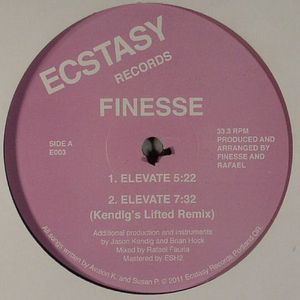 ECSTASY
RECORDS
FINESSE
SIDE A
E003
33.3 RPM
PRODUCED AND
ARRANGED BY
FINESSE AND
RAFAEL
1. ELEVATE 5:22
2. ELEVATE 7:32
(Kendig's Lifted Remix)
Additional production and instruments
by Jason Kendig and Brian Hock
Mixed by Rafael Fauria
Mastered by ESH2
All songs written by Avalon K. and Susan P. © 2011 Ecstasy Records Portland OR.